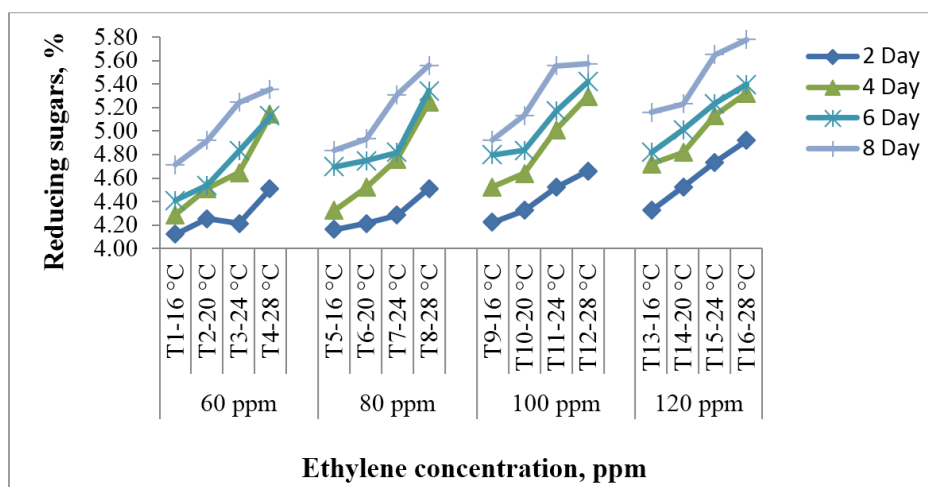 Reducing sugars, %
5.80
5.60
5.40
5.20
5.00
4.80
4.60
4.40
4.20
4.00
2 Day
4 Day
6 Day
8 Day
T1-16 °C
T2-20 °C
T3-24 °C
T4-28 °C
T5-16 °C
T6-20 °C
T7-24 °C
T8-28 °C
T9-16 °C
T10-20 °C
T11-24 °C
T12-28 °C
T13-16 °C
T14-20 °C
T15-24 °C
T16-28 °C
60 ppm
80 ppm
100 ppm
120 ppm
Ethylene concentration, ppm